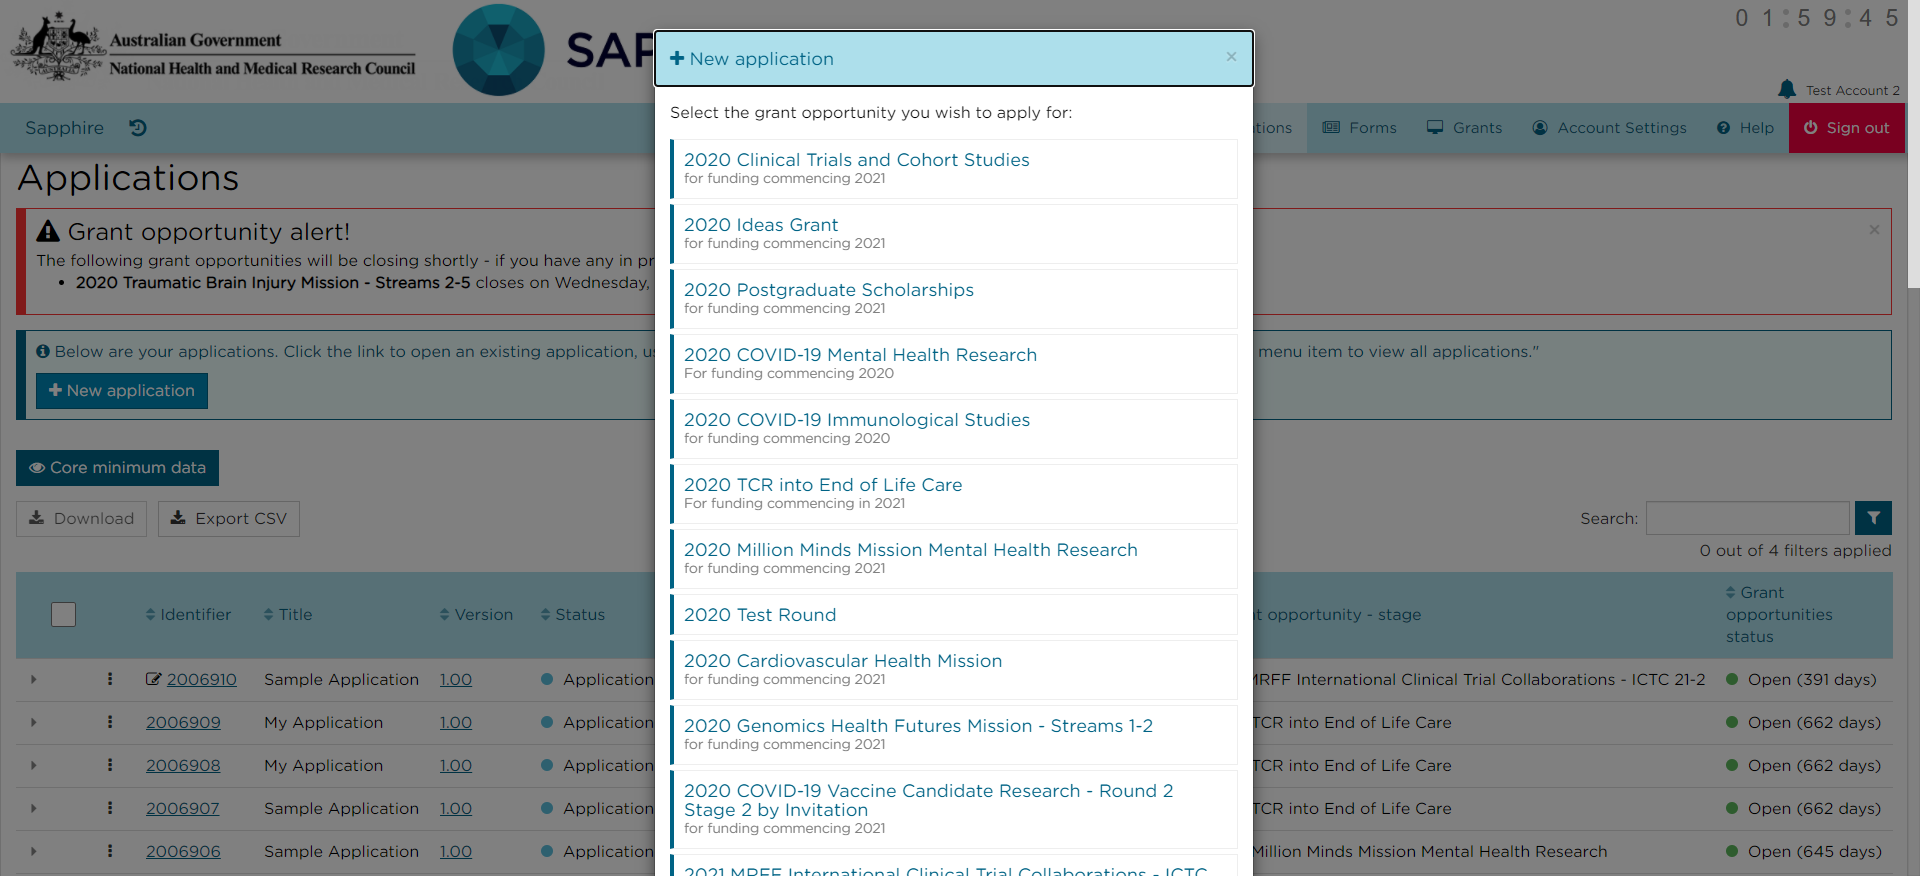 Australian Government
National Health and Medical Research Council
01:59:45
Test Account 2
Sapphire
Forms
Grants
Account Settings
Help
Sign out
Applications
Grant opportunity alert!
×
The following grant opportunities will be closing shortly - if you have any in
2020 Traumatic Brain Injury Mission - Streams 2-5 closes on Wednesday,
Below are your applications. Click the link to open an existing application,
menu item to view all applications."
New application
Core minimum data
Download
Export CSV
Search:
0 out of 4 filters applied
Identifier
Title
Version
Status
opportunity - stage
Grant
opportunities
status
2006910 Sample Application 1.00 Application MRFF International Clinical Trial Collaborations - ICTC 21-2 Open (391 days)
2006909 My Application 1.00 Application TCR into End of Life Care Open (662 days)
2006908 My Application 1.00 Application TCR into End of Life Care Open (662 days)
2006907 Sample Application 1.00 Application TCR into End of Life Care Open (662 days)
2006906 Sample Application 1.00 Application Million Minds Mission Mental Health Research Open (645 days)
New application
×
Select the grant opportunity you wish to apply for:
2020 Clinical Trials and Cohort Studies
for funding commencing 2021
2020 Ideas Grant
for funding commencing 2021
2020 Postgraduate Scholarships
for funding commencing 2021
2020 COVID-19 Mental Health Research
For funding commencing 2020
2020 COVID-19 Immunological Studies
for funding commencing 2020
2020 TCR into End of Life Care
For funding commencing in 2021
2020 Million Minds Mission Mental Health Research
for funding commencing 2021
2020 Test Round
2020 Cardiovascular Health Mission
for funding commencing 2021
2020 Genomics Health Futures Mission - Streams 1-2
for funding commencing 2021
2020 COVID-19 Vaccine Candidate Research - Round 2
Stage 2 by Invitation
for funding commencing 2021
2021 MRFF International Clinical Trial Collaborations - ICTC